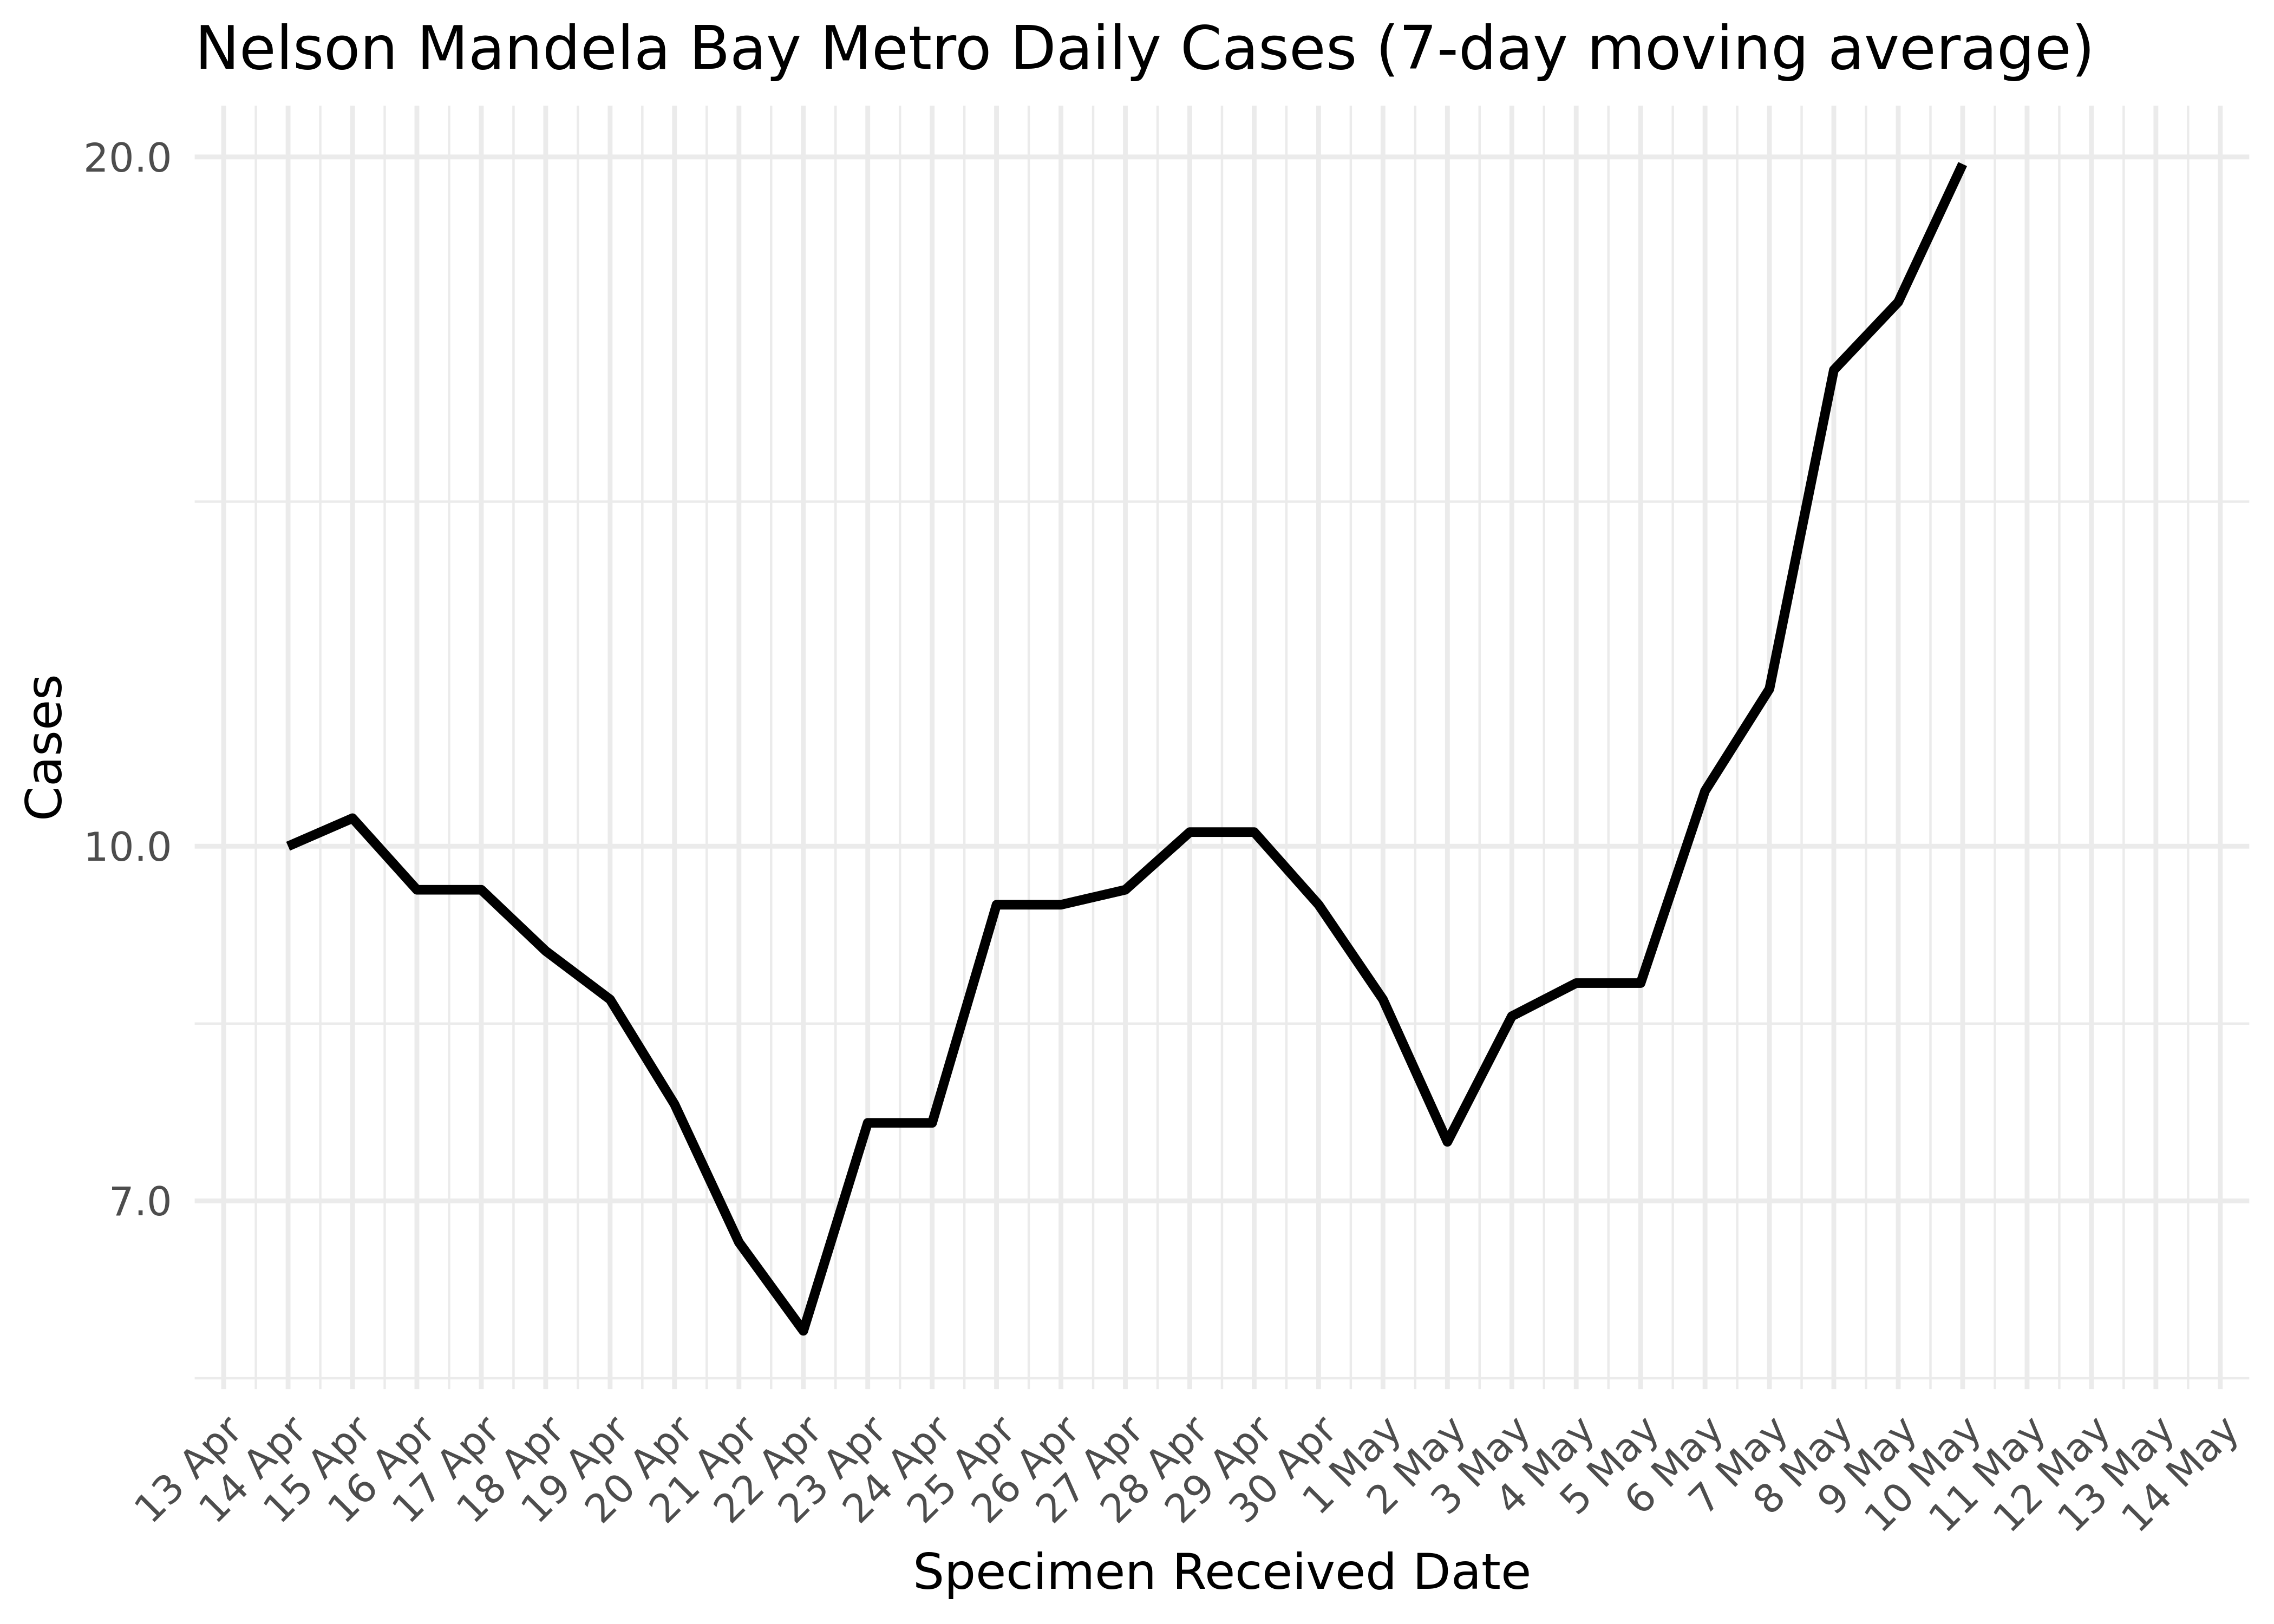 Nelson Mandela Bay Metro Daily Cases (7-day moving average)
20.0
10.0
7.0
Cases
13 Apr
14 Apr
15 Apr
16 Apr
17 Apr
18 Apr
19 Apr
20 Apr
21 Apr
22 Apr
23 Apr
24 Apr
25 Apr
26 Apr
27 Apr
28 Apr
29 Apr
30 Apr
1 May
2 May
3 May
4 May
5 May
6 May
7 May
8 May
9 May
10 May
11 May
12 May
13 May
14 May
Specimen Received Date